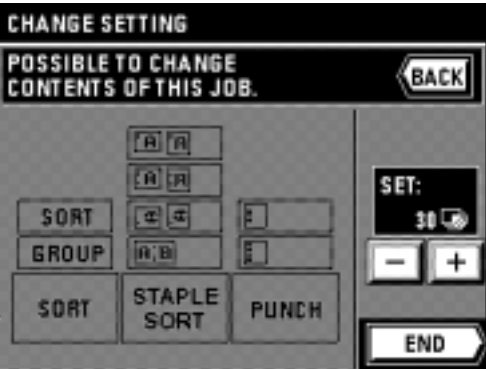 CHANGE SETTING
POSSIBLE TO CHANGE
CONTENTS OF THIS JOB.
BACK
A A
A A
SET:
SORT
A A
30
GROUP
A B
−
+
SORT
STAPLE
SORT
PUNCH
END